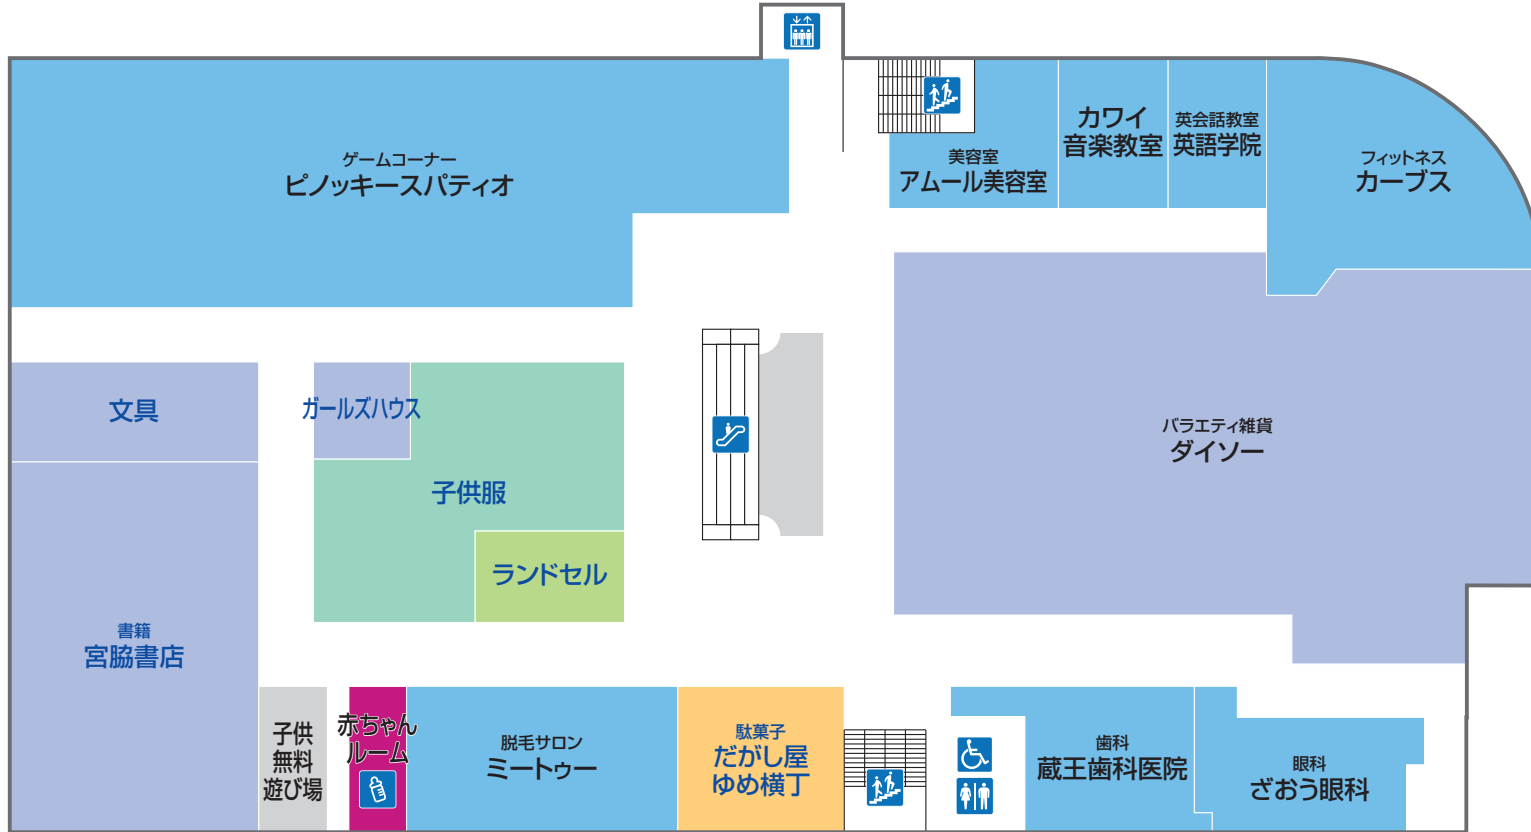 ゲームコーナー
ピノッキースパティオ
美容室
アムール美容室
カワイ
音楽教室
英会話教室
英語学院
フィットネス
カーブス
文具
ガールズハウス
子供服
ランドセル
バラエティ雑貨
ダイソー
書籍
宮脇書店
子供
無料
遊び場
赤ちゃん
ルーム
脱毛サロン
ミートゥー
駄菓子
だがし屋
ゆめ横丁
歯科
蔵王歯科医院
眼科
ざおう眼科